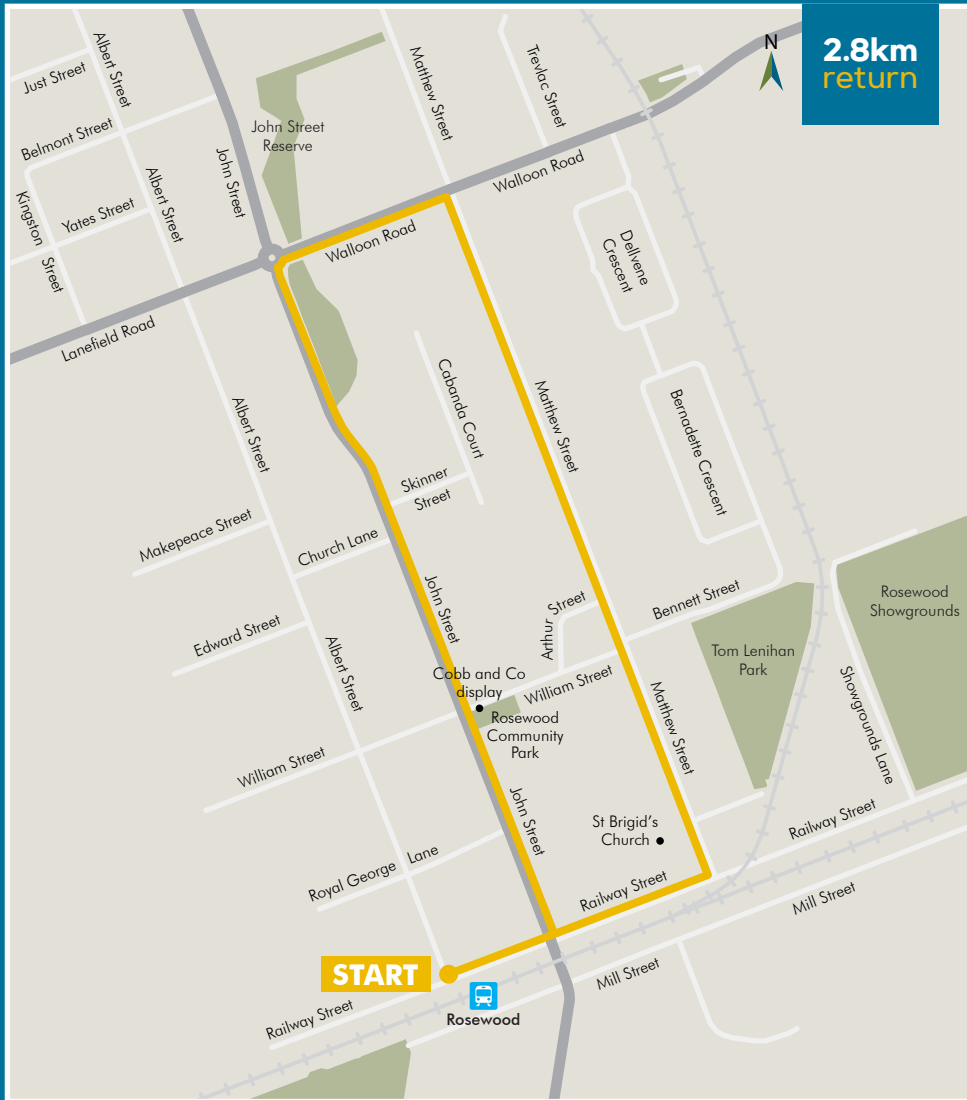 N
2.8km
return
Just Street
Albert Street
Matthew Street
Trevlac Street
Belmont Street
John Street
Reserve
John Street
Albert Street
Kingston
Street
Yates Street
Walloon Road
Walloon Road
Lanefield Road
Dellvene
Crescent
Cabanda Court
Matthew Street
Bernadette Crescent
Albert Street
Skinner
Street
Makepeace Street
Church Lane
John Street
Arthur Street
Bennett Street
Rosewood
Showgrounds
Edward Street
Albert Street
Tom Lenihan
Park
Cobb and Co
display
William Street
Rosewood
Community
Park
Matthew Street
Showgrounds Lane
William Street
John Street
St Brigid's
Church
Railway Street
Royal George Lane
Railway Street
Mill Street
START
Mill Street
Railway Street
Rosewood